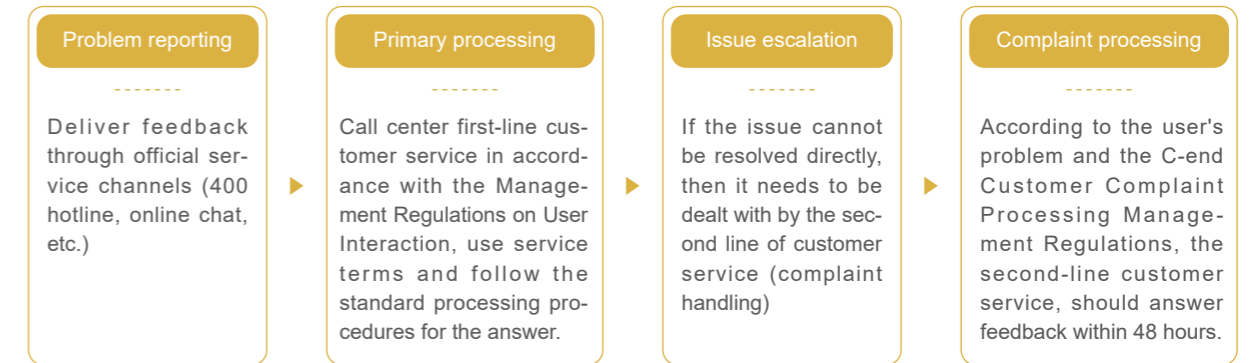 Problem reporting
Deliver feedback
through official ser-
vice channels (400
hotline, online chat,
etc.)
Primary processing
Call center first-line cus-
tomer service in accord-
ance with the Manage-
ment Regulations on User
Interaction, use service
terms and follow the
standard processing pro-
cedures for the answer.
Issue escalation
If the issue cannot
be resolved directly,
then it needs to be
dealt with by the sec-
ond line of customer
service (complaint
handling)
Complaint processing
According to the user's
problem and the C-end
Customer Complaint
Processing Manage-
ment Regulations, the
second-line customer
service, should answer
feedback within 48 hours.